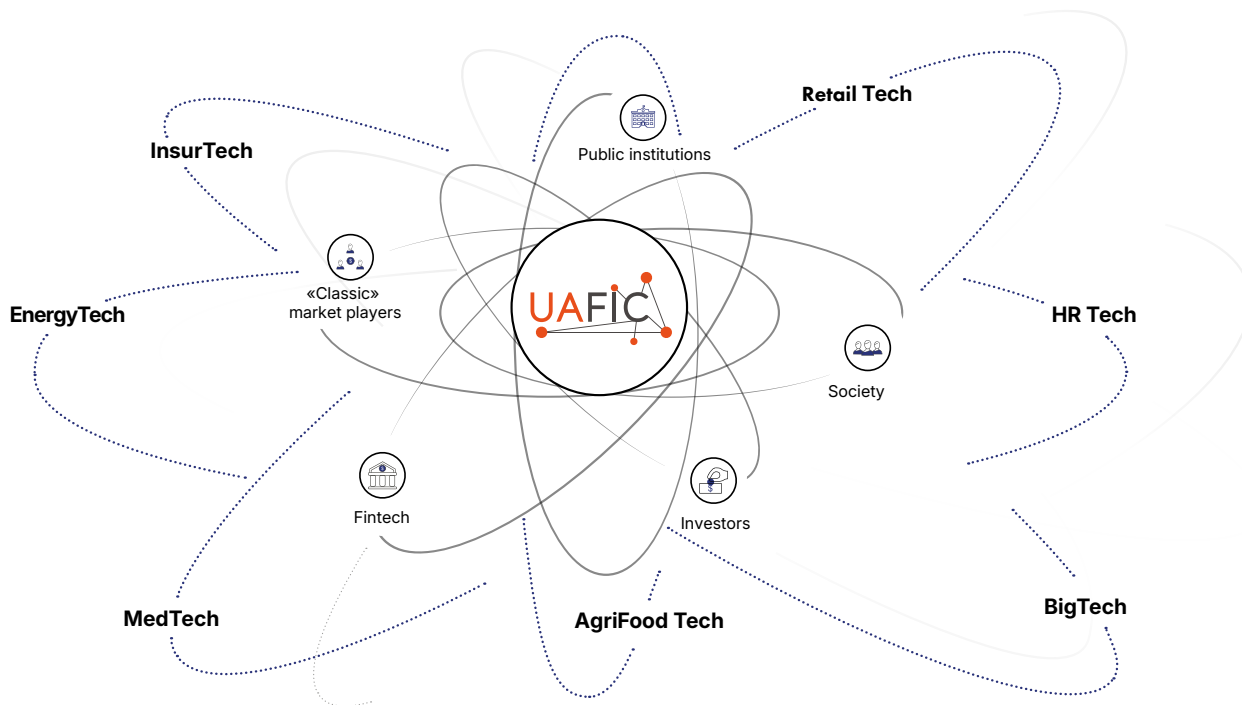 Retail Tech
InsurTech
Public institutions
«Classic»
market players
UAFIC
EnergyTech
HR Tech
Society
Fintech
Investors
MedTech
AgriFood Tech
BigTech